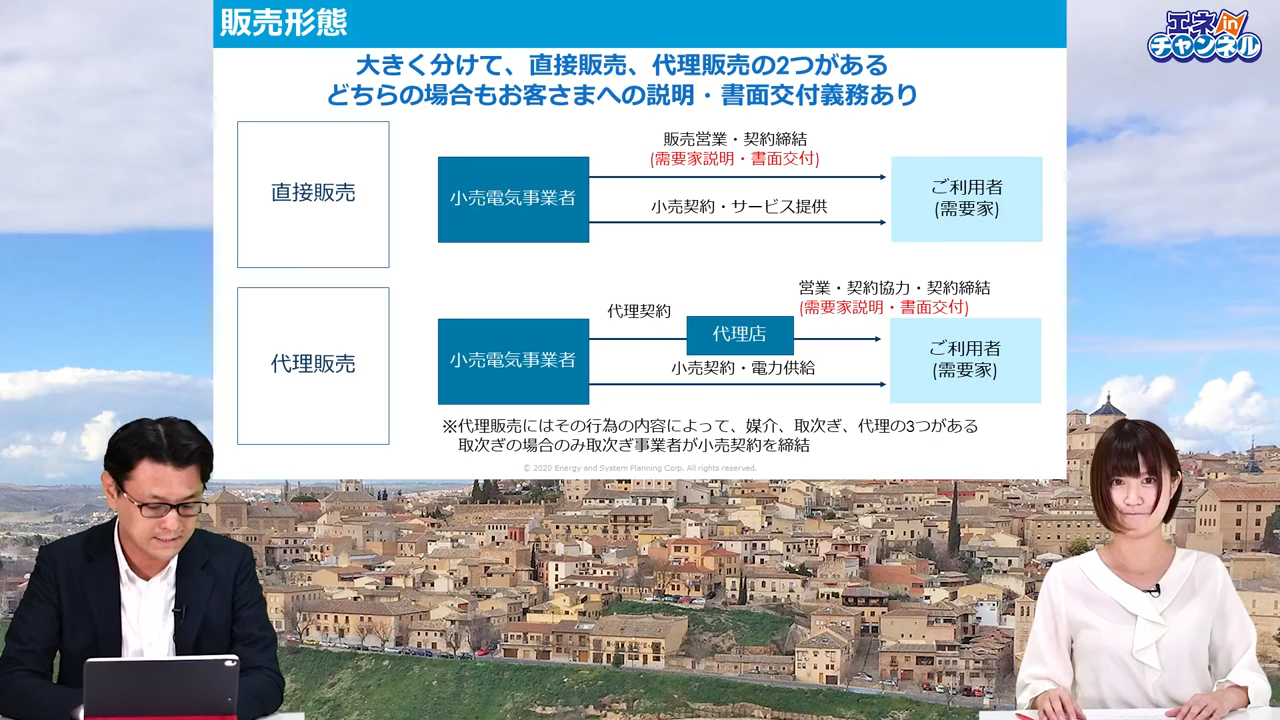 販売形態
エネinチャンネル
大きく分けて、直接販売、代理販売の2つがある
どちらの場合もお客さまへの説明・書面交付義務あり
直接販売
小売電気事業者
販売営業・契約締結
(需要家説明・書面交付)
小売契約・サービス提供
ご利用者
(需要家)
代理販売
小売電気事業者
代理契約
代理店
営業・契約協力・契約締結
(需要家説明・書面交付)
小売契約・電力供給
ご利用者
(需要家)
※代理販売にはその行為の内容によって、媒介、取次ぎ、代理の3つがある
取次ぎの場合のみ取次ぎ事業者が小売契約を締結
© 2020 Energy and System Planning Corp. All rights reserved.